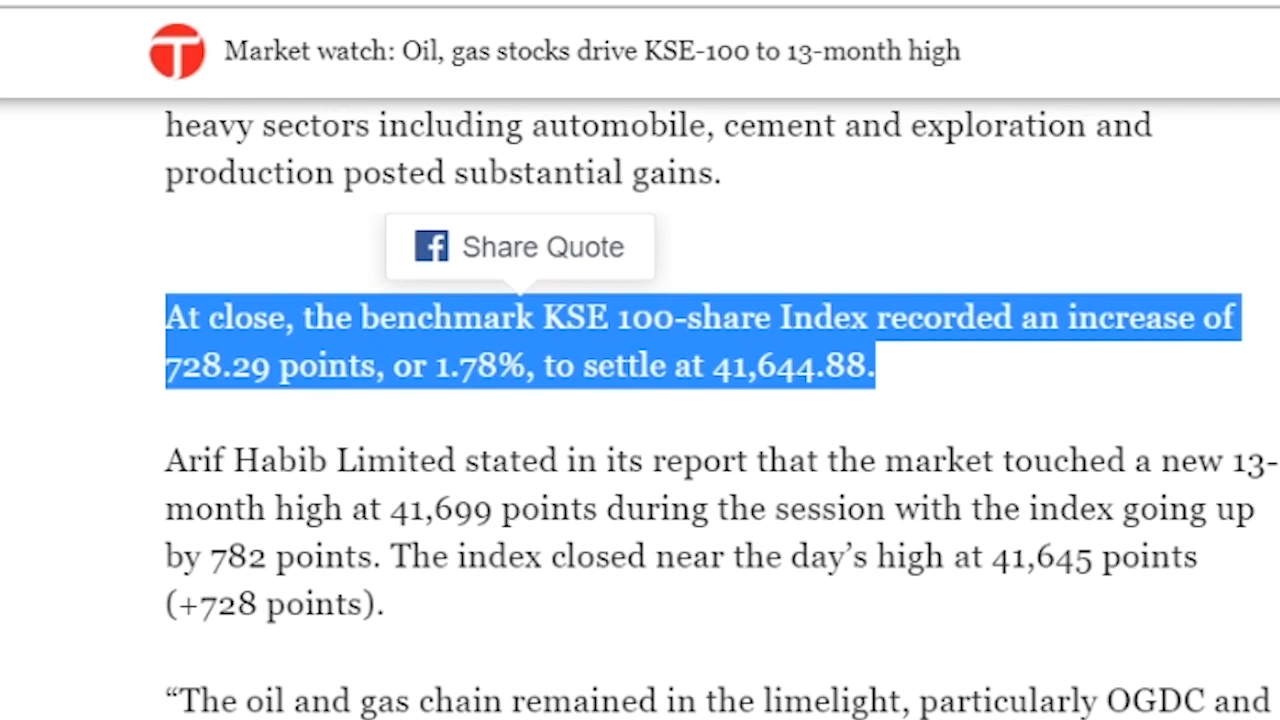 Market watch: Oil, gas stocks drive KSE-100 to 13-month high
heavy sectors including automobile, cement and exploration and
production posted substantial gains.
Share Quote
At close, the benchmark KSE 100-share Index recorded an increase of
728.29 points, or 1.78%, to settle at 41,644.88.
Arif Habib Limited stated in its report that the market touched a new 13-
month high at 41,699 points during the session with the index going up
by 782 points. The index closed near the day’s high at 41,645 points
(+728 points).
“The oil and gas chain remained in the limelight, particularly OGDC and